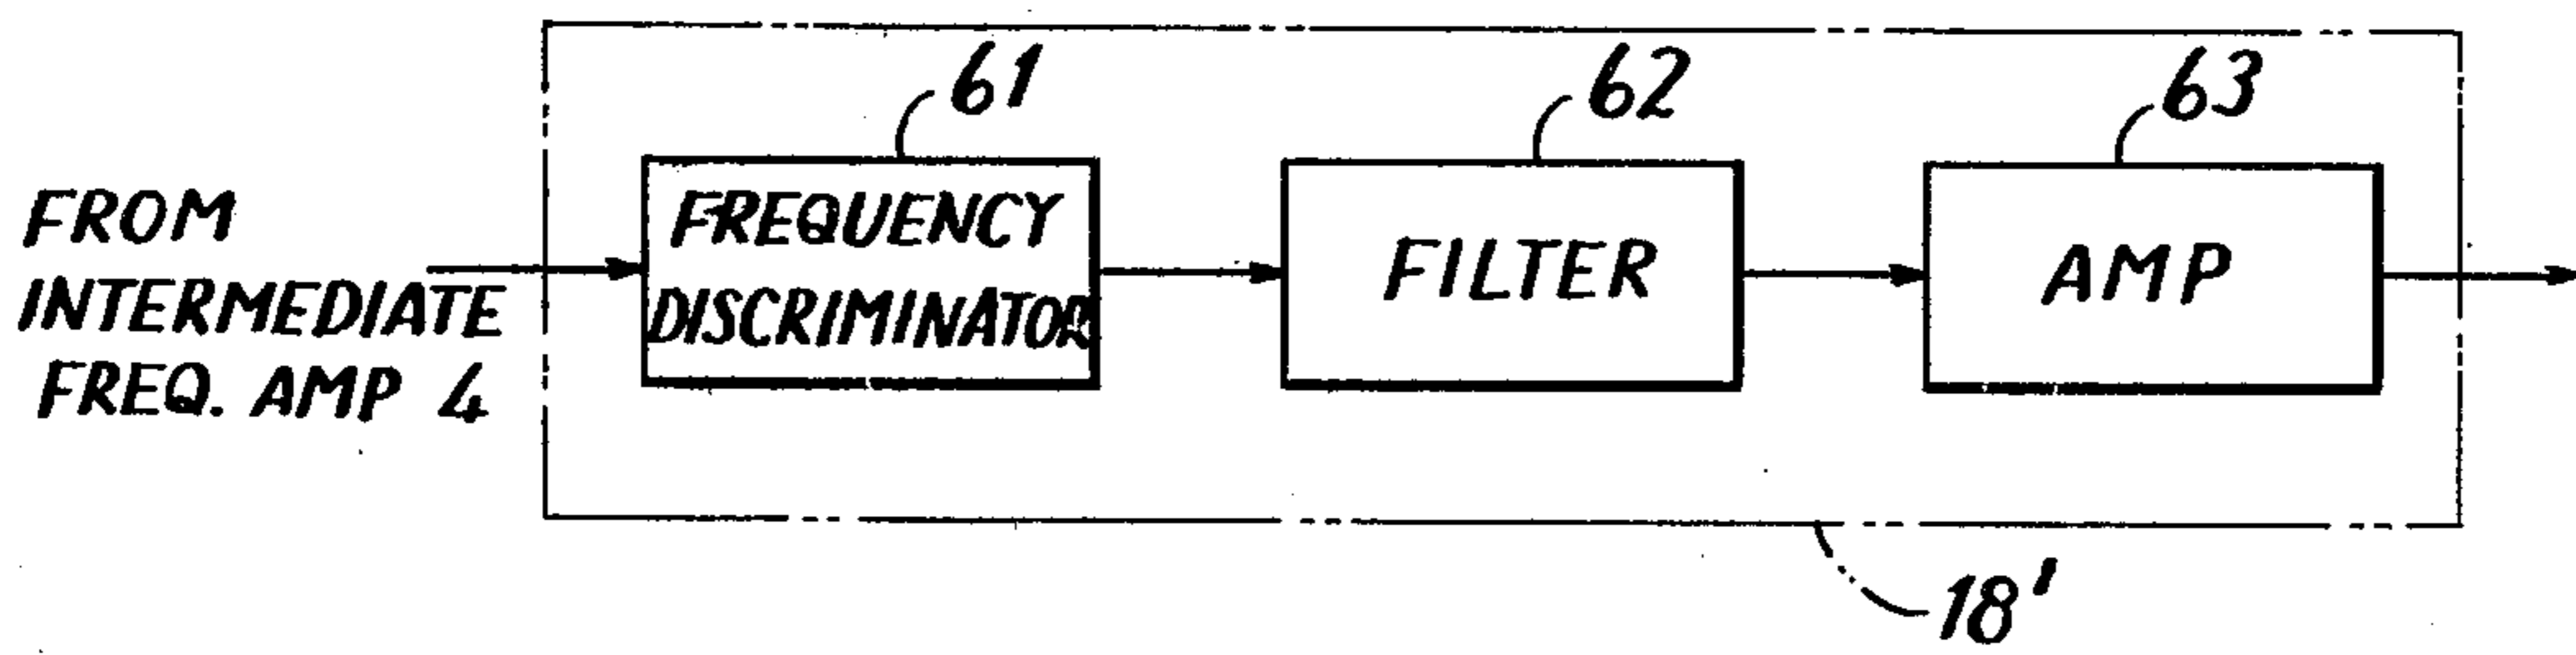 61
62
63
FROM
INTERMEDIATE
FREQ. AMP 4
FREQUENCY
DISCRIMINATOR
FILTER
AMP
18'